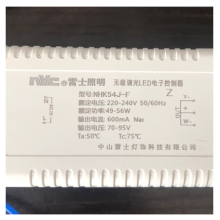 nvc ® 雷士照明 无极调光LED电子控制器
型号:NHK54J-F
额定电压: 220-240V 50/60Hz
额定功率: 49-56W
输出电流: 600mA Max
输出电压: 70-95V
Ta:50℃ Tc:75℃
中山雷士灯饰科技有限公司
L
N
Z
OUT
Y-
W-
V+